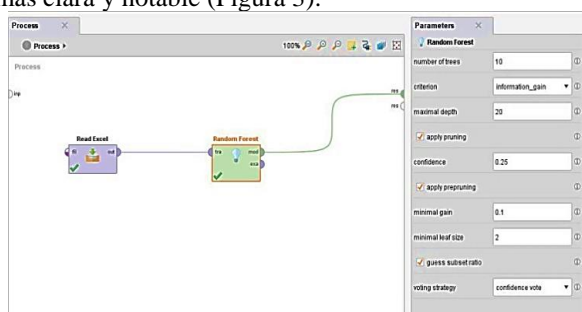 más clara y notable (Figura 3).
Process
Process
100%
Process
inp
res
res
Read Excel
fil
out
Random Forest
tra
mod
exa
Parameters
Random Forest
number of trees
10
criterion
information_gain
maximal depth
20
apply pruning
confidence
0.25
apply prepruning
minimal gain
0.1
minimal leaf size
2
guess subset ratio
voting strategy
confidence vote